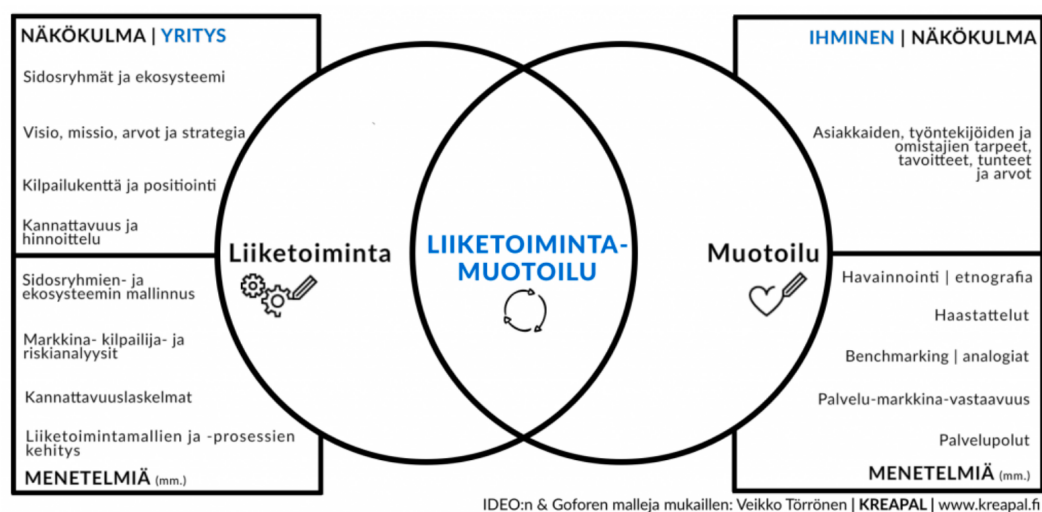 NÄKÖKULMA | YRITYS
Sidosryhmät ja ekosysteemi
Visio, missio, arvot ja strategia
Kilpailukenttä ja positiointi
Kannattavuus ja
hinnoittelu
Sidosryhmien- ja
ekosysteemin mallinnus
Markkina- kilpailija- ja
riskianalyysit
Kannattavuuslaskelmat
Liiketoimintamallien ja -prosessien
kehitys
MENETELMIÄ (mm.)
Liiketoiminta
LIIKETOIMINTA-
MUOTOILU
Muotoilu
IHMINEN | NÄKÖKULMA
Asiakkaiden, työntekijöiden ja
omistajien tarpeet,
tavoitteet, tunteet
ja arvot
Havainnointi | etnografia
Haastattelut
Benchmarking | analogiat
Palvelu-markkina-vastaavuus
Palvelupolut
MENETELMIÄ (mm.)
IDEO:n & Goforen malleja mukaillen: Veikko Törrönen | KREAPAL | www.kreapal.fi